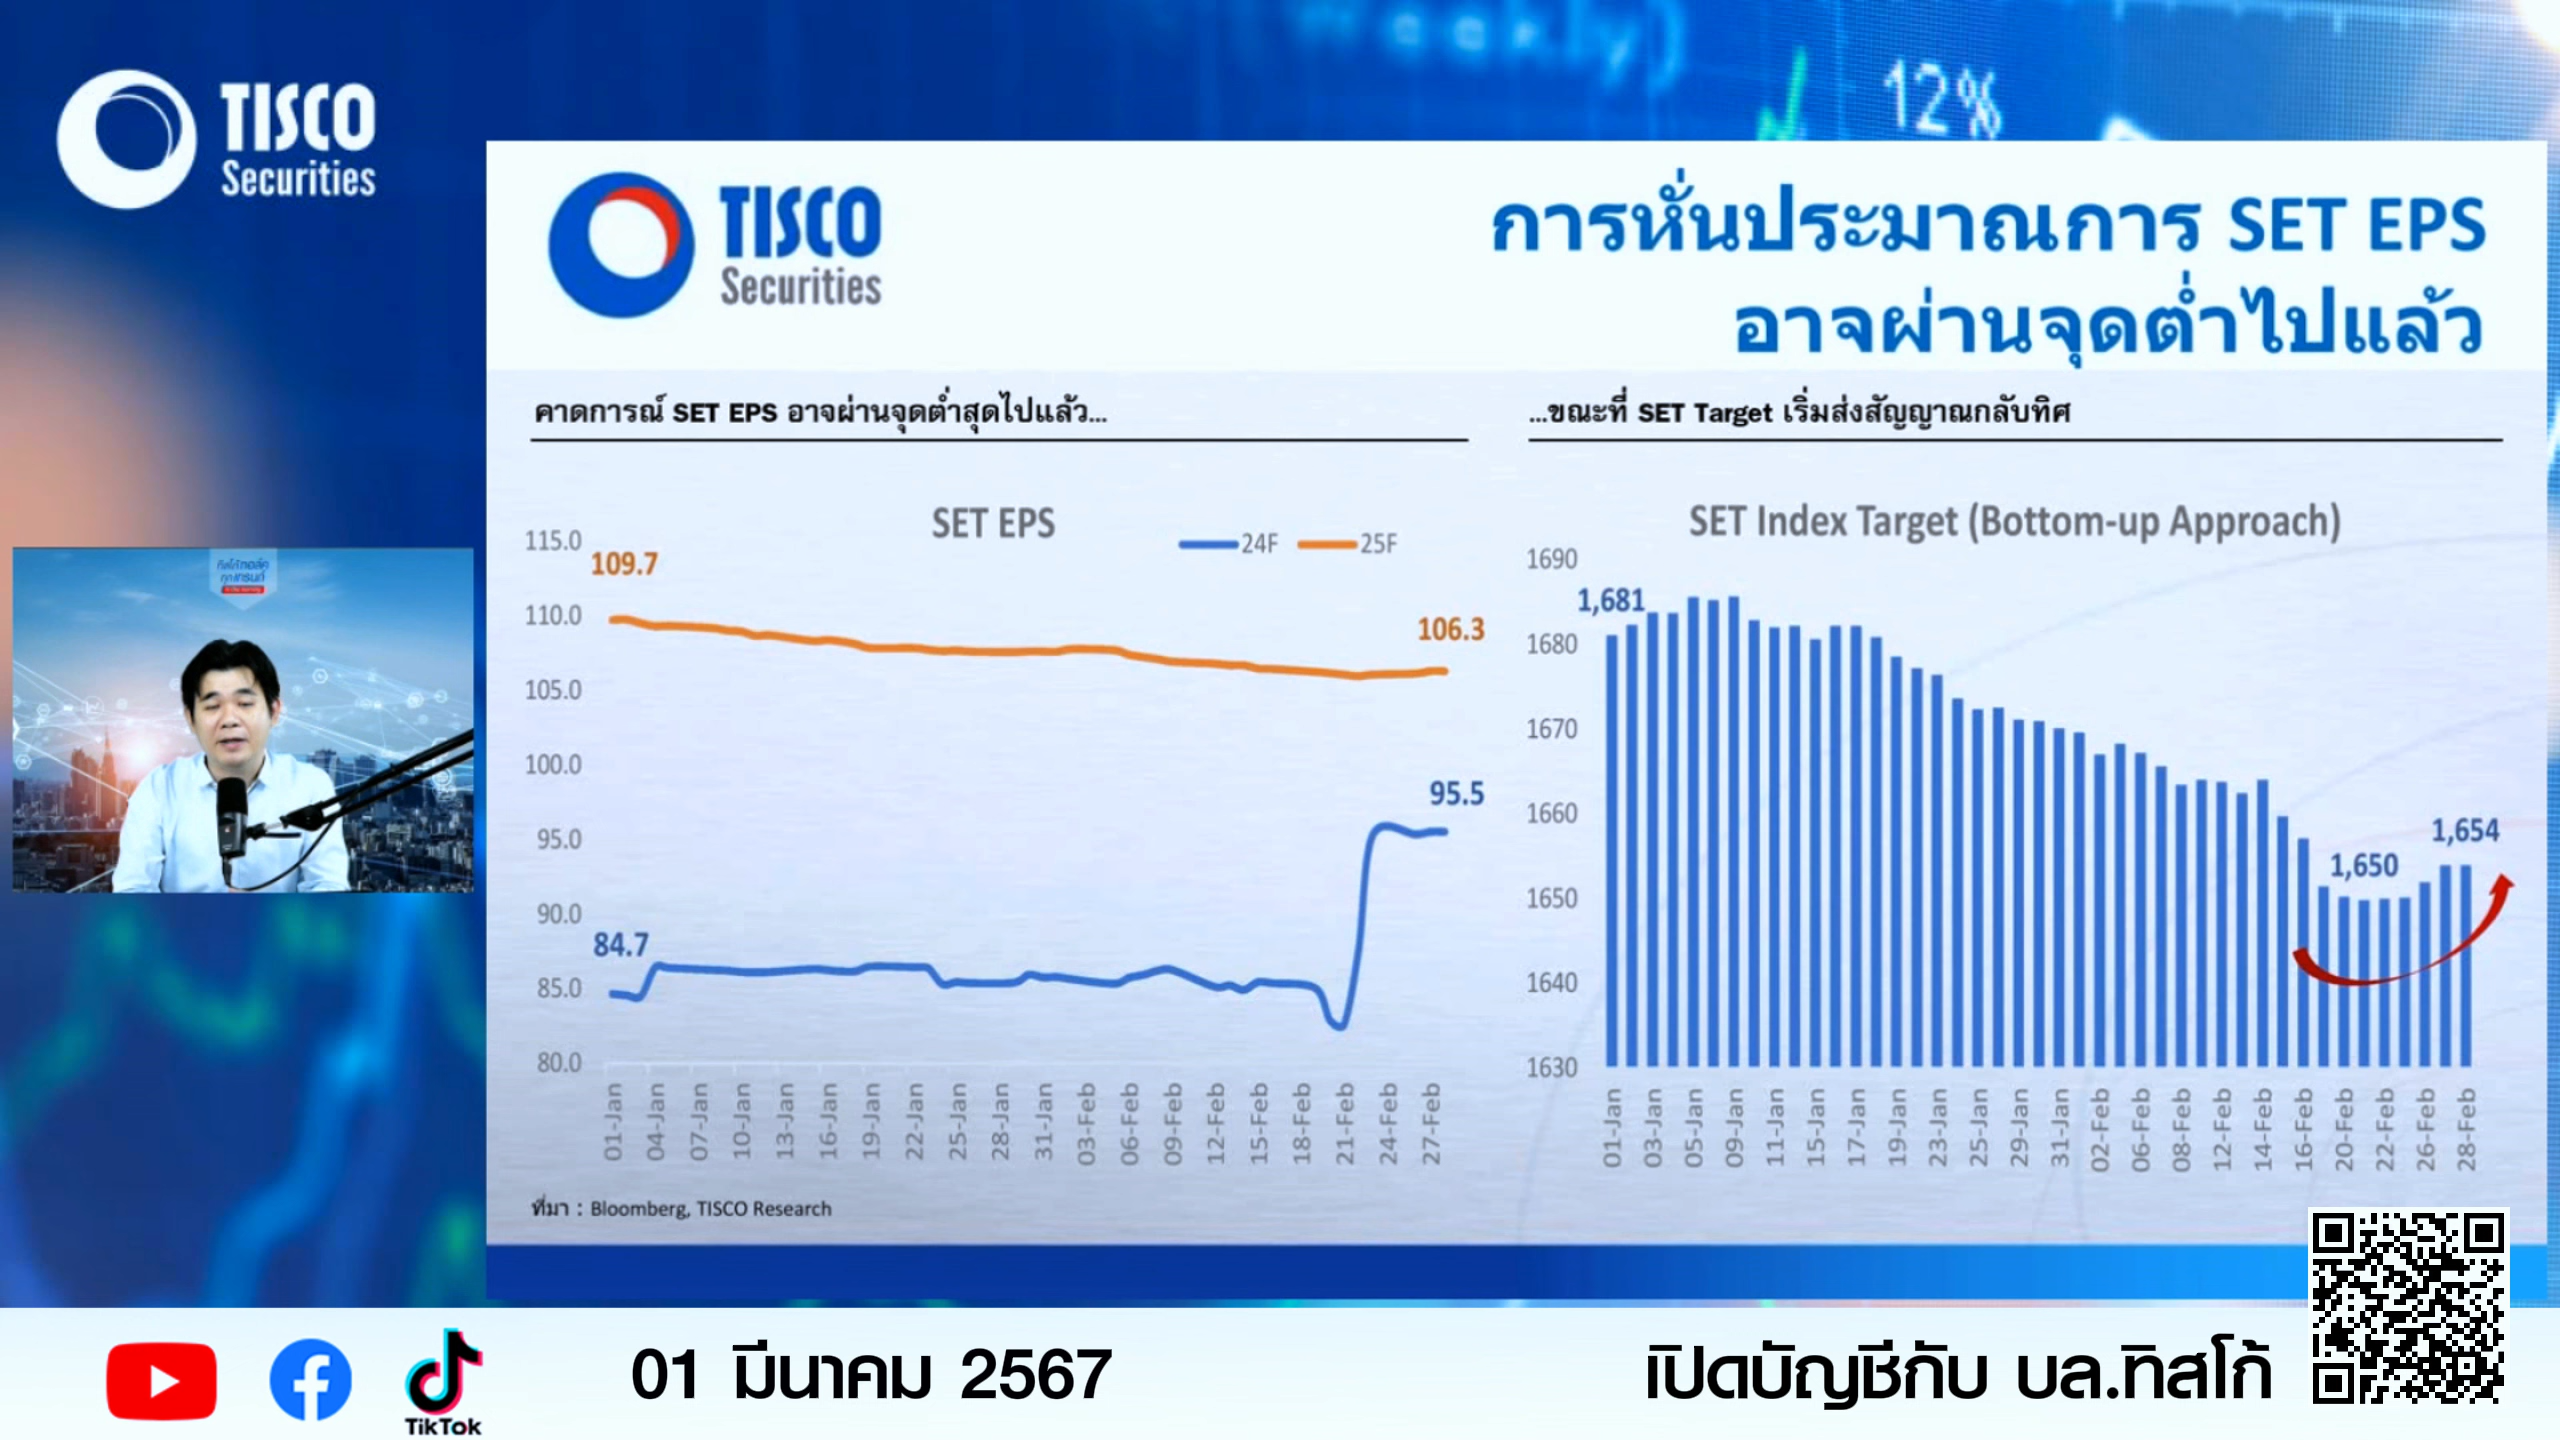 (Weekly)
12%
TISCO
Securities
TISCO
Securities
การหั่นประมาณการ SET EPS
อาจผ่านจุดต่ำไปแล้ว
คาดการณ์ SET EPS อาจผ่านจุดต่ำสุดไปแล้ว...
SET EPS
24F
25F
115.0
110.0
105.0
100.0
95.0
90.0
85.0
80.0
109.7
106.3
95.5
84.7
01-Jan
04-Jan
07-Jan
10-Jan
13-Jan
16-Jan
19-Jan
22-Jan
25-Jan
28-Jan
31-Jan
03-Feb
06-Feb
09-Feb
12-Feb
15-Feb
18-Feb
21-Feb
24-Feb
27-Feb
ที่มา : Bloomberg, TISCO Research
...ขณะที่ SET Target เริ่มส่งสัญญาณกลับทิศ
SET Index Target (Bottom-up Approach)
1690
1680
1670
1660
1650
1640
1630
1,681
1,650
1,654
01-Jan
03-Jan
05-Jan
09-Jan
11-Jan
15-Jan
17-Jan
19-Jan
23-Jan
25-Jan
29-Jan
31-Jan
02-Feb
06-Feb
08-Feb
12-Feb
14-Feb
16-Feb
20-Feb
22-Feb
26-Feb
28-Feb
TikTok
01 มีนาคม 2567
เปิดบัญชีกับ บล.ทิสโก้